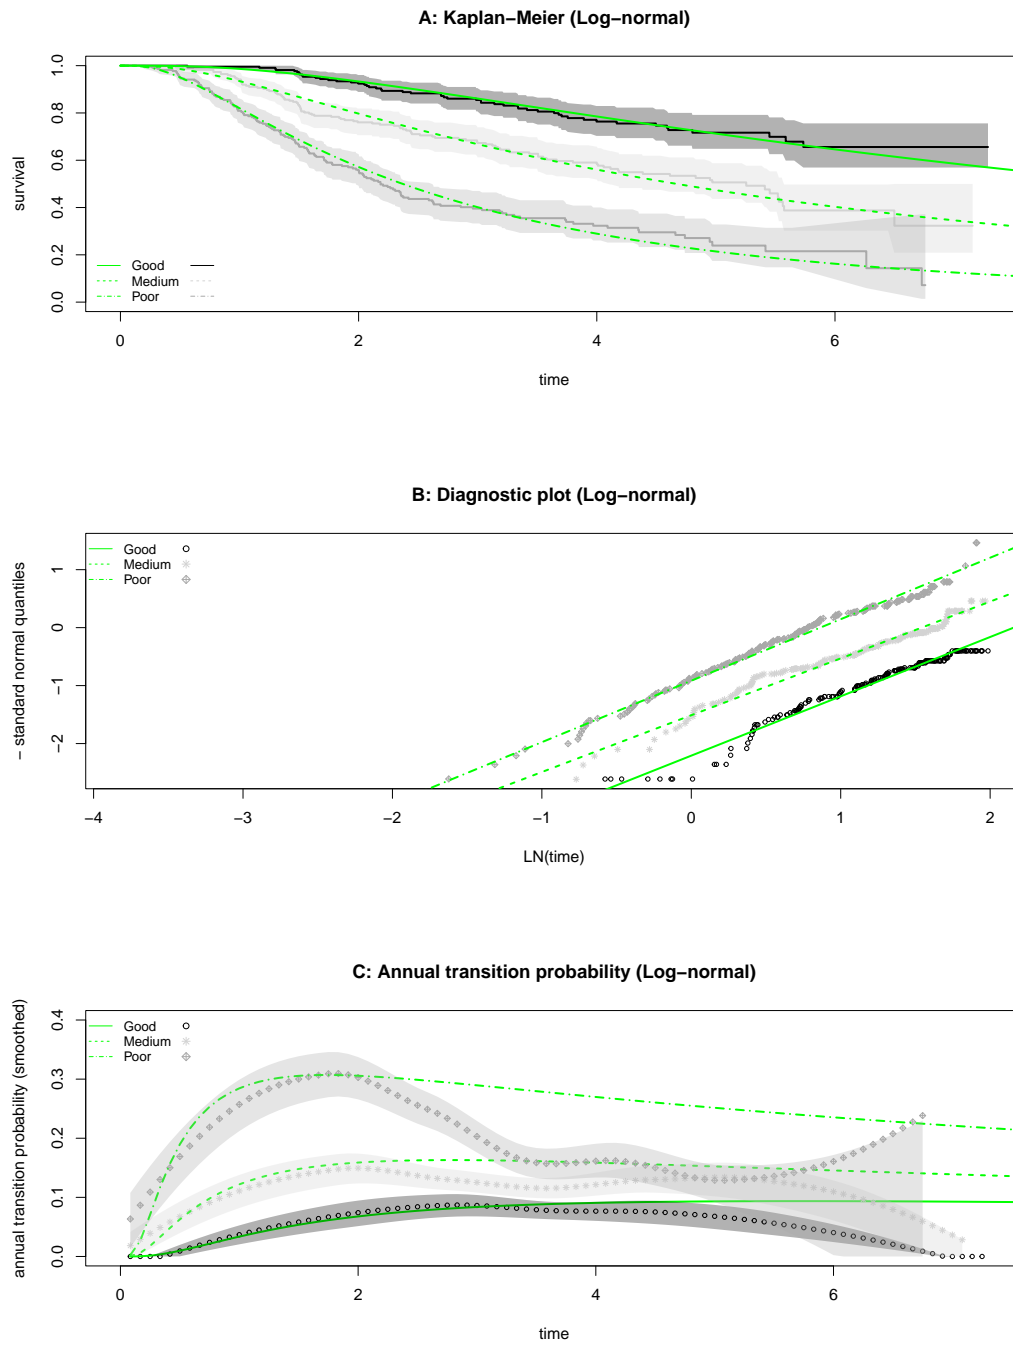 A: Kaplan−Meier (Log−normal)
survival
1.0
0.8
0.6
0.4
0.2
0.0
Good
Medium
Poor
0 2 4 6
time
B: Diagnostic plot (Log−normal)
− standard normal quantiles
Good
Medium
Poor
1
0
−1
−2
−4 −3 −2 −1 0 1 2
LN(time)
C: Annual transition probability (Log−normal)
annual transition probability (smoothed)
Good
Medium
Poor
0.4
0.3
0.2
0.1
0.0
0 2 4 6
time